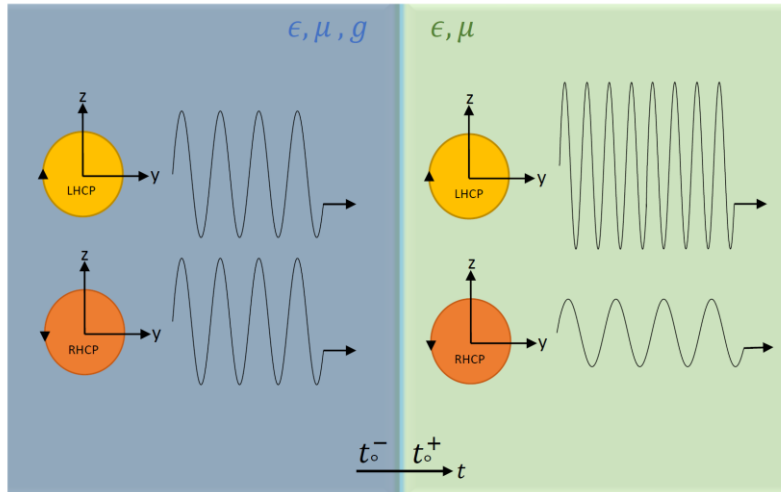 ϵ, μ , g
ϵ, μ
z
y
LHCP
z
y
LHCP
z
y
RHCP
z
y
RHCP
t∘⁻ t∘⁺
t